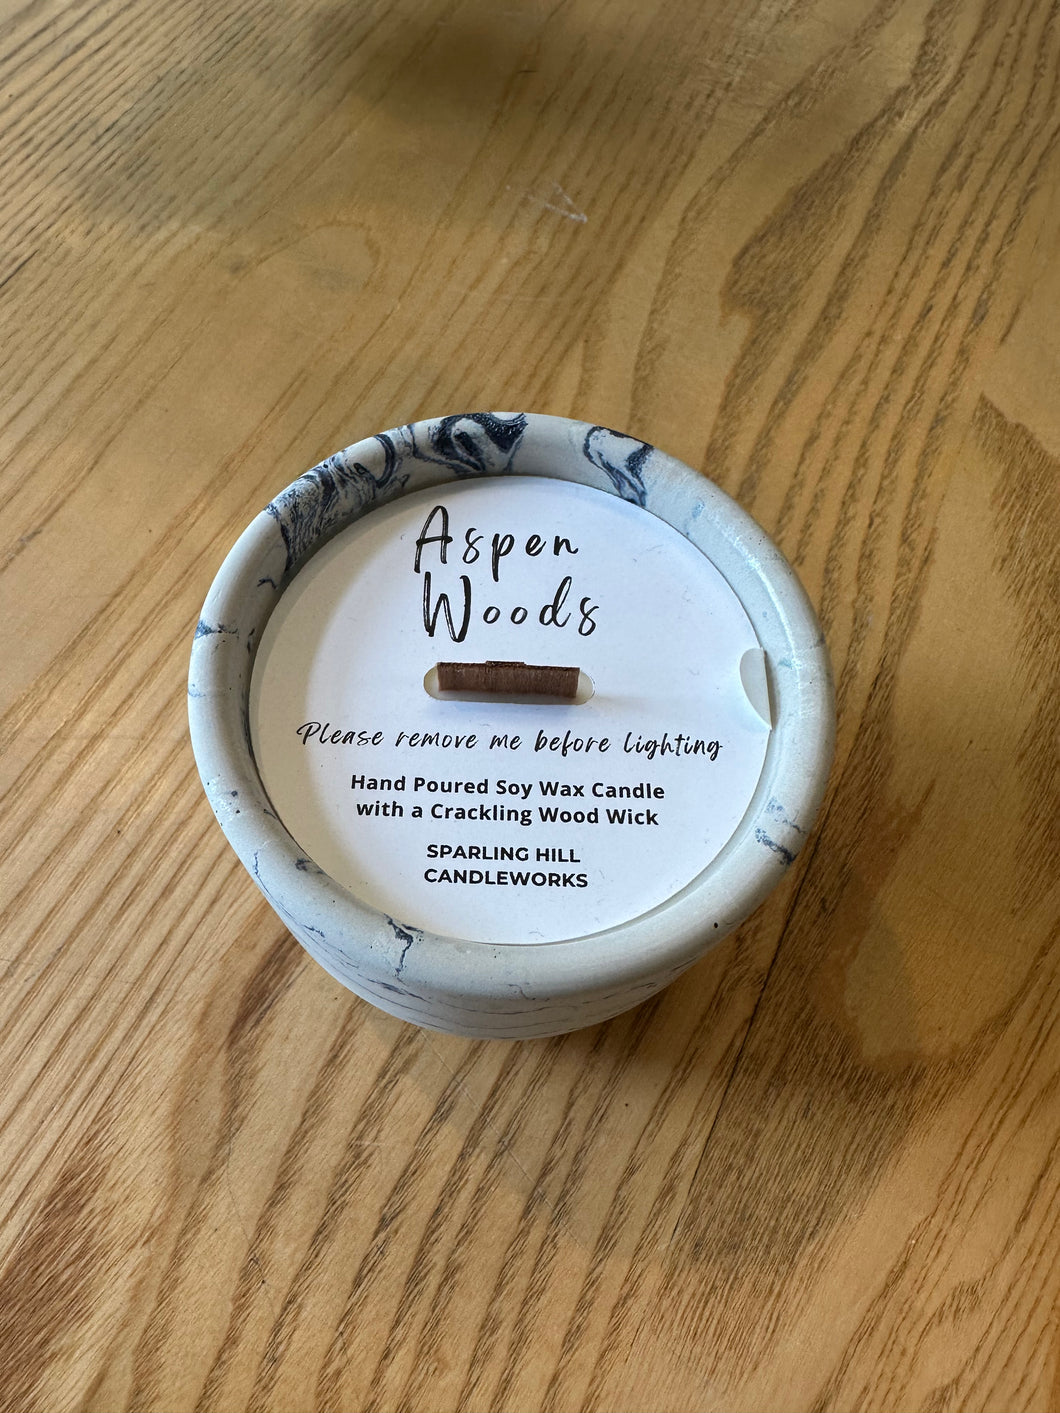 Aspen
Woods
Please remove me before lighting
Hand Poured Soy Wax Candle
with a Crackling Wood Wick
SPARLING HILL
CANDLEWORKS